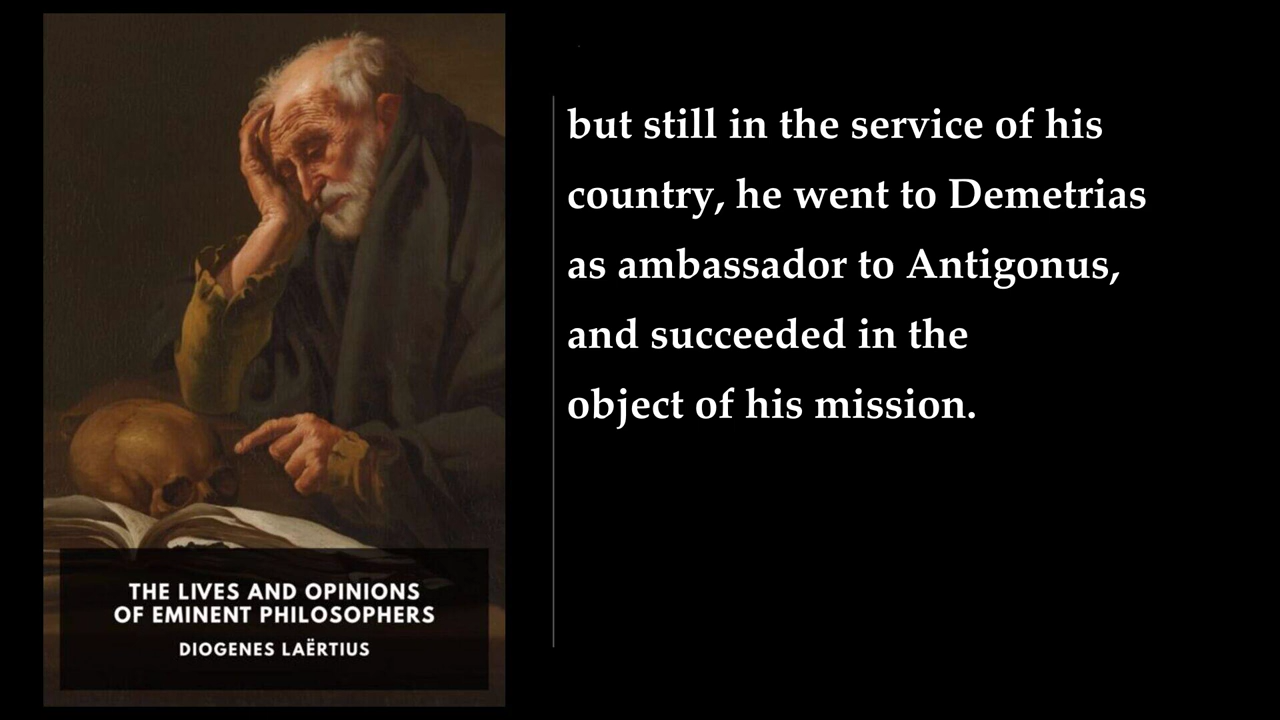 but still in the service of his
country, he went to Demetrias
as ambassador to Antigonus,
and succeeded in the
object of his mission.
THE LIVES AND OPINIONS
OF EMINENT PHILOSOPHERS
DIOGENES LAËRTIUS